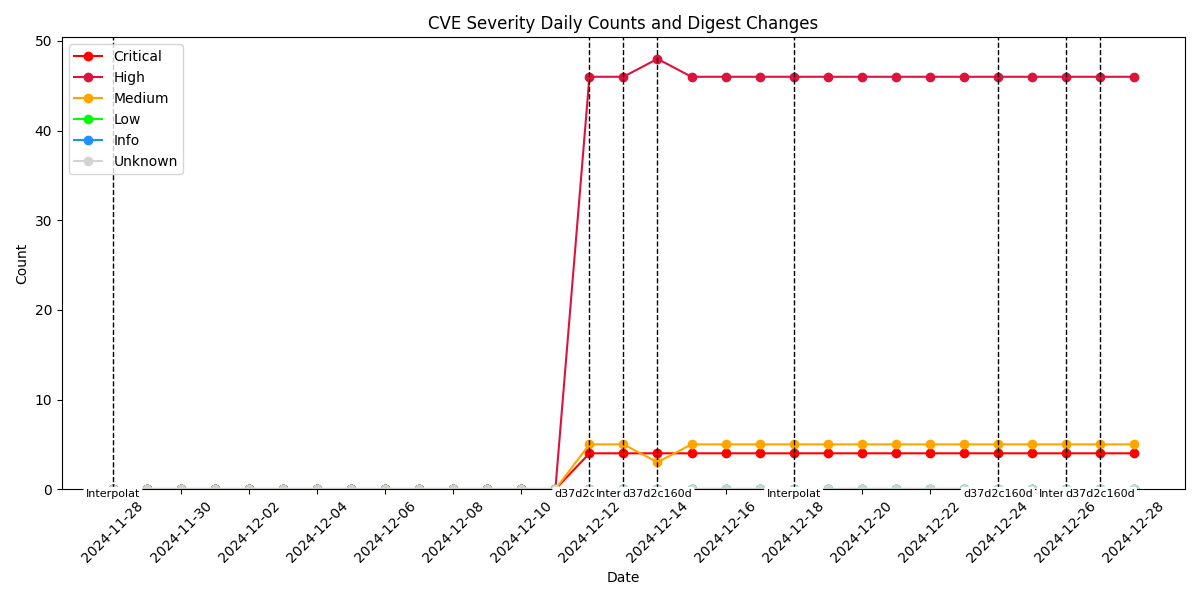 CVE Severity Daily Counts and Digest Changes
50
40
30
20
10
0
Count
Critical
High
Medium
Low
Info
Unknown
Interpolat
d37d2c
Inter
d37d2c160d
Interpolat
d37d2c160d
Inter
d37d2c160d
2024-11-28
2024-11-30
2024-12-02
2024-12-04
2024-12-06
2024-12-08
2024-12-10
2024-12-12
2024-12-14
2024-12-16
2024-12-18
2024-12-20
2024-12-22
2024-12-24
2024-12-26
2024-12-28
Date